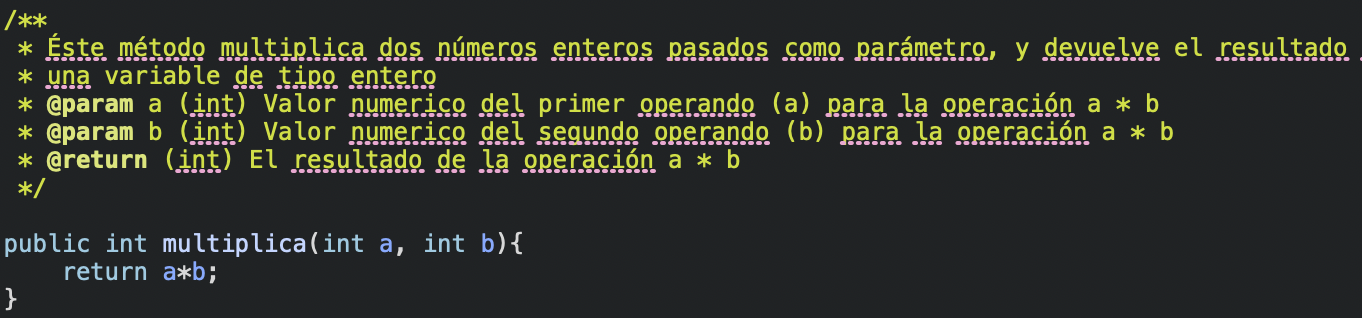 /**
 * Éste método multiplica dos números enteros pasados como parámetro, y devuelve el resultado
 * una variable de tipo entero
 * @param a (int) Valor numerico del primer operando (a) para la operación a * b
 * @param b (int) Valor numerico del segundo operando (b) para la operación a * b
 * @return (int) El resultado de la operación a * b
 */
public int multiplica(int a, int b){
    return a*b;
}